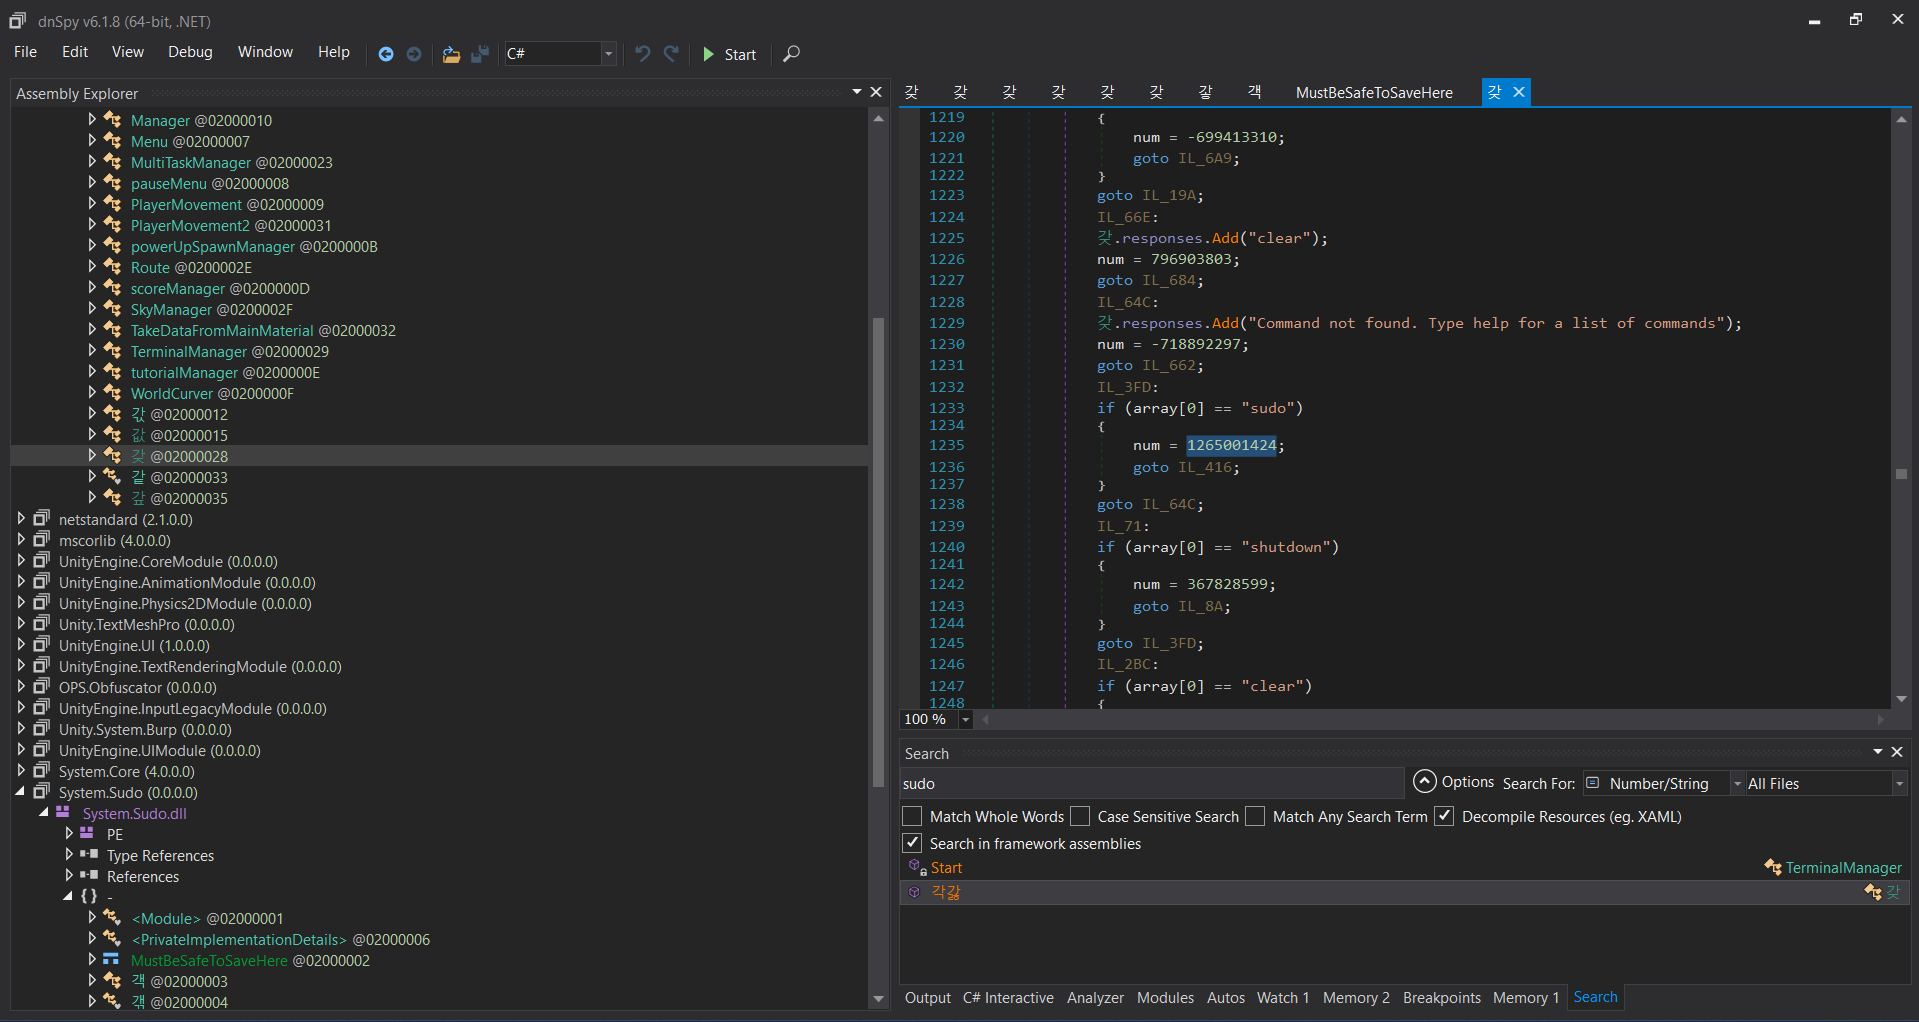 dnSpy v6.1.8 (64-bit, .NET)
File Edit View Debug Window Help C# Start
Assembly Explorer
Manager @02000010
Menu @02000007
MultiTaskManager @02000023
pauseMenu @02000008
PlayerMovement @02000009
PlayerMovement2 @02000031
powerUpSpawnManager @0200000B
Route @0200002E
scoreManager @0200000D
SkyManager @0200002F
TakeDataFromMainMaterial @02000032
TerminalManager @02000029
tutorialManager @0200000E
WorldCurver @0200000F
갃 @02000012
값 @02000015
갖 @02000028
같 @02000033
갚 @02000035
netstandard (2.1.0.0)
mscorlib (4.0.0.0)
UnityEngine.CoreModule (0.0.0.0)
UnityEngine.AnimationModule (0.0.0.0)
UnityEngine.Physics2DModule (0.0.0.0)
Unity.TextMeshPro (0.0.0.0)
UnityEngine.UI (1.0.0.0)
UnityEngine.TextRenderingModule (0.0.0.0)
OPS.Obfuscator (0.0.0.0)
UnityEngine.InputLegacyModule (0.0.0.0)
Unity.System.Burp (0.0.0.0)
UnityEngine.UIModule (0.0.0.0)
System.Core (4.0.0.0)
System.Sudo (0.0.0.0)
System.Sudo.dll
PE
Type References
References
{ } -
<Module> @02000001
<PrivateImplementationDetails> @02000006
MustBeSafeToSaveHere @02000002
객 @02000003
갞 @02000004
갖 갖 갖 갖 갖 갖 갛 객 MustBeSafeToSaveHere 갖
1219 {
1220 num = -699413310;
1221 goto IL_6A9;
1222 }
1223 goto IL_19A;
1224 IL_66E:
1225 갖.responses.Add("clear");
1226 num = 796903803;
1227 goto IL_684;
1228 IL_64C:
1229 갖.responses.Add("Command not found. Type help for a list of commands");
1230 num = -718892297;
1231 goto IL_662;
1232 IL_3FD:
1233 if (array[0] == "sudo")
1234 {
1235 num = 1265001424;
1236 goto IL_416;
1237 }
1238 goto IL_64C;
1239 IL_71:
1240 if (array[0] == "shutdown")
1241 {
1242 num = 367828599;
1243 goto IL_8A;
1244 }
1245 goto IL_3FD;
1246 IL_2BC:
1247 if (array[0] == "clear")
1248 {
100 %
Search
sudo Options Search For: Number/String All Files
Match Whole Words Case Sensitive Search Match Any Search Term Decompile Resources (eg. XAML)
Search in framework assemblies
Start TerminalManager
각갏 갖
Output C# Interactive Analyzer Modules Autos Watch 1 Memory 2 Breakpoints Memory 1 Search